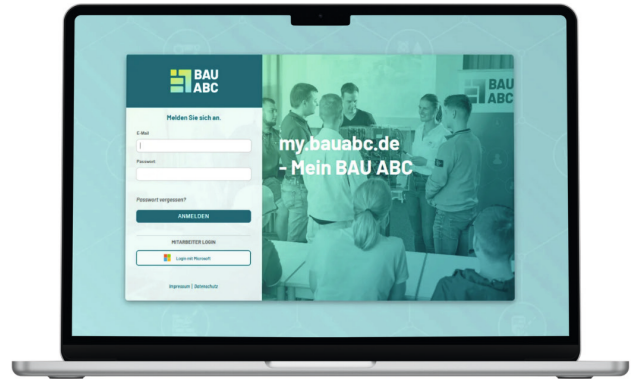 BAU
ABC
Melden Sie sich an.
E-Mail
Passwort
Passwort vergessen?
ANMELDEN
MITARBEITER LOGIN
Login mit Microsoft
Impressum | Datenschutz
my.bauabc.de
- Mein BAU ABC
BAU
ABC